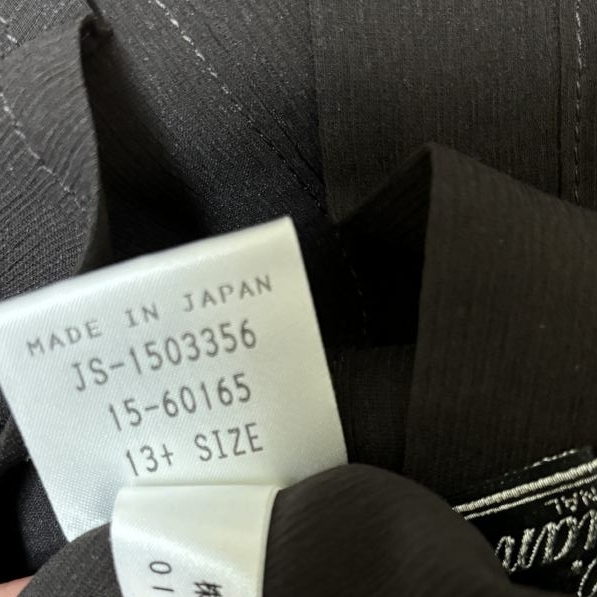 MADE IN JAPAN
JS-1503356
15-60165
13+ SIZE